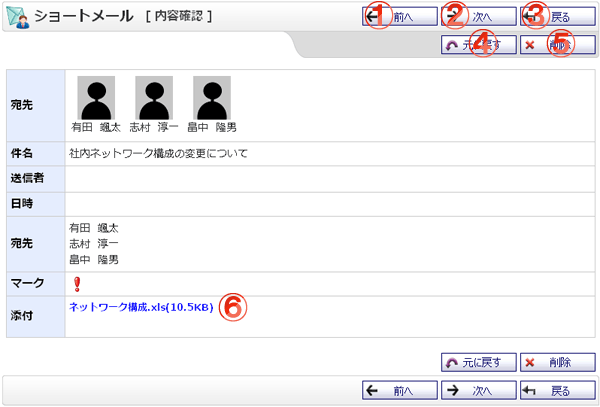 ショートメール [ 内容確認 ]
① 前へ ② 次へ ③ 戻る
④ 元に戻す ⑤ 削除
宛先
有田 颯太 志村 淳一 畠中 隆男
件名 社内ネットワーク構成の変更について
送信者
日時
宛先
有田 颯太
志村 淳一
畠中 隆男
マーク
添付 ネットワーク構成.xls(10.5KB) ⑥
元に戻す 削除
前へ 次へ 戻る